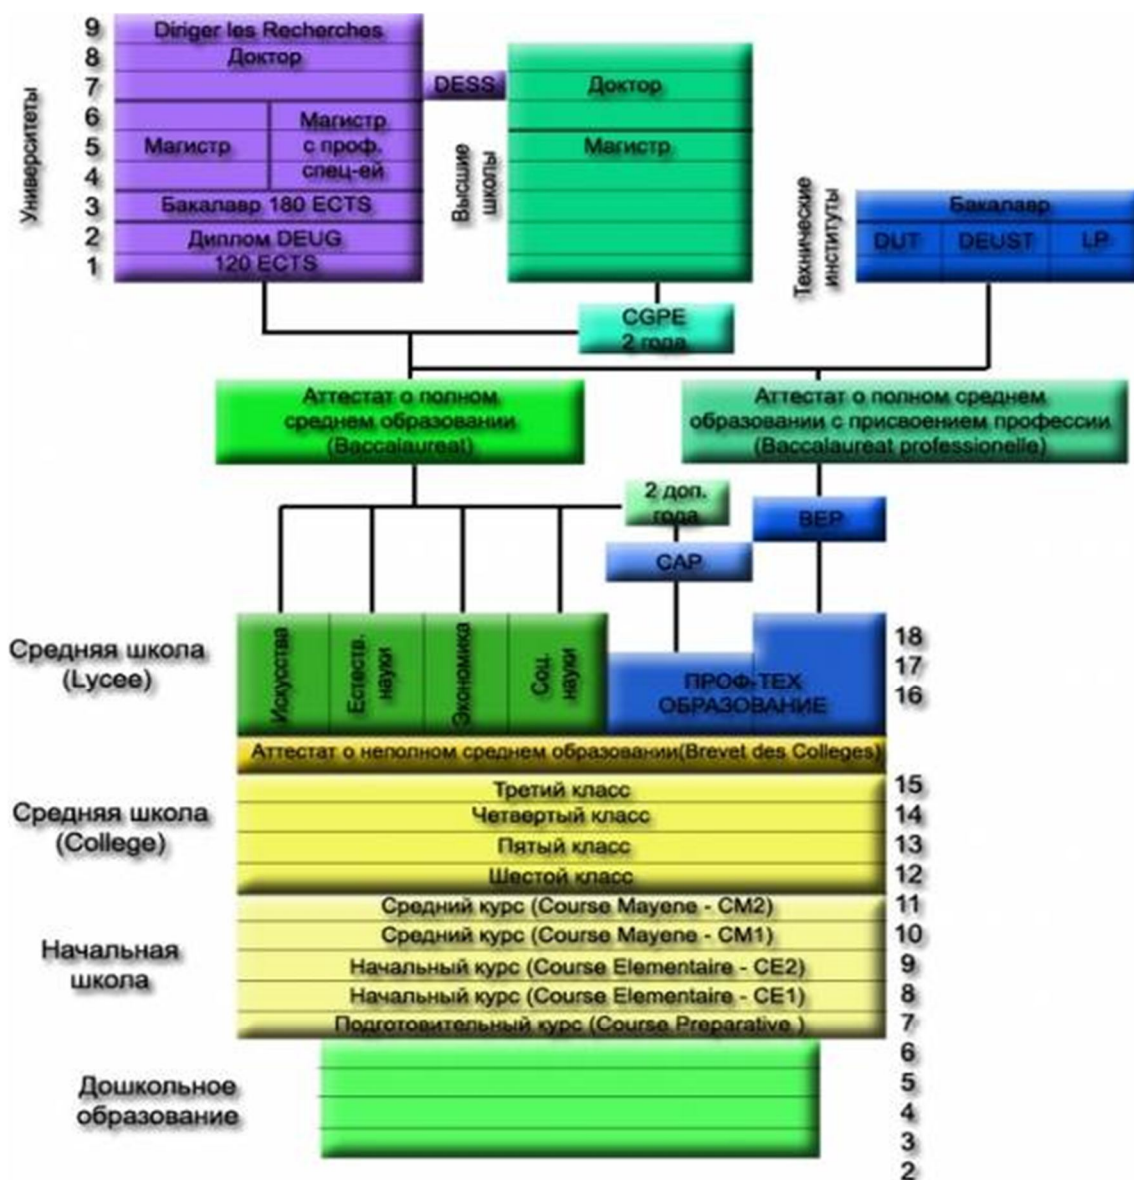 9
8
7
6
5
4
3
2
1
Университеты
Diriger les Recherches
Доктор
Магистр
Магистр
с проф.
спец-ей
Бакалавр 180 ECTS
Диплом DEUG
120 ECTS
DESS
Высшие
школы
Доктор
Магистр
Технические
институты
Бакалавр
DUT
DEUST
LP
CGPE
2 года
Аттестат о полном
среднем образовании
(Baccalaureat)
Аттестат о полном среднем
образовании с присвоением профессии
(Baccalaureat professionelle)
2 доп.
года
BEP
CAP
Средняя школа
(Lycee)
Искусства
Естеств.
науки
Экономика
Соц.
науки
ПРОФ-ТЕХ
ОБРАЗОВАНИЕ
18
17
16
Аттестат о неполном среднем образовании(Brevet des Colleges)
Средняя школа
(College)
Третий класс
Четвертый класс
Пятый класс
Шестой класс
15
14
13
12
Начальная
школа
Средний курс (Course Mayene - CM2)
Средний курс (Course Mayene - CM1)
Начальный курс (Course Elementaire - CE2)
Начальный курс (Course Elementaire - CE1)
Подготовительный курс (Course Preparative )
11
10
9
8
7
Дошкольное
образование
6
5
4
3
2